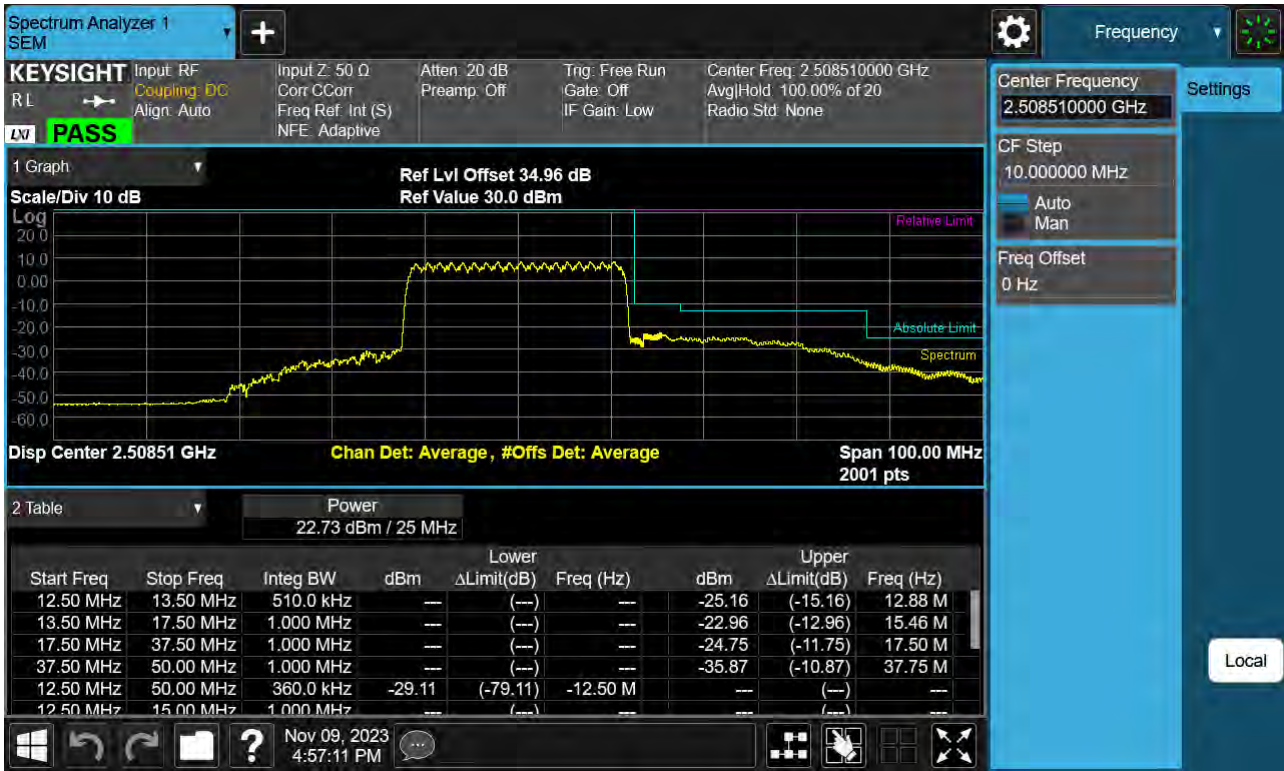 Spectrum Analyzer 1
SEM
+
Frequency
KEYSIGHT
RL
LXI PASS
Input: RF
Coupling: DC
Align: Auto
Input Z: 50 Ω
Corr CCorr
Freq Ref: Int (S)
NFE: Adaptive
Atten: 20 dB
Preamp: Off
Trig: Free Run
Gate: Off
IF Gain: Low
Center Freq: 2.508510000 GHz
Avg|Hold: 100.00% of 20
Radio Std: None
Center Frequency
2.508510000 GHz
Settings
CF Step
10.000000 MHz
Auto
Man
Freq Offset
0 Hz
Local
1 Graph
Scale/Div 10 dB
Ref Lvl Offset 34.96 dB
Ref Value 30.0 dBm
Log
20.0
10.0
0.00
-10.0
-20.0
-30.0
-40.0
-50.0
-60.0
Relative Limit
Absolute Limit
Spectrum
Disp Center 2.50851 GHz
Chan Det: Average, #Offs Det: Average
Span 100.00 MHz
2001 pts
2 Table
Power
22.73 dBm / 25 MHz
Lower Upper
Start Freq Stop Freq Integ BW dBm ΔLimit(dB) Freq (Hz) dBm ΔLimit(dB) Freq (Hz)
12.50 MHz 13.50 MHz 510.0 kHz --- (---) --- -25.16 (-15.16) 12.88 M
13.50 MHz 17.50 MHz 1.000 MHz --- (---) --- -22.96 (-12.96) 15.46 M
17.50 MHz 37.50 MHz 1.000 MHz --- (---) --- -24.75 (-11.75) 17.50 M
37.50 MHz 50.00 MHz 1.000 MHz --- (---) --- -35.87 (-10.87) 37.75 M
12.50 MHz 50.00 MHz 360.0 kHz -29.11 (-79.11) -12.50 M --- (---) ---
12.50 MHz 15.00 MHz 1.000 MHz --- (---) --- --- (---) ---
?
Nov 09, 2023
4:57:11 PM